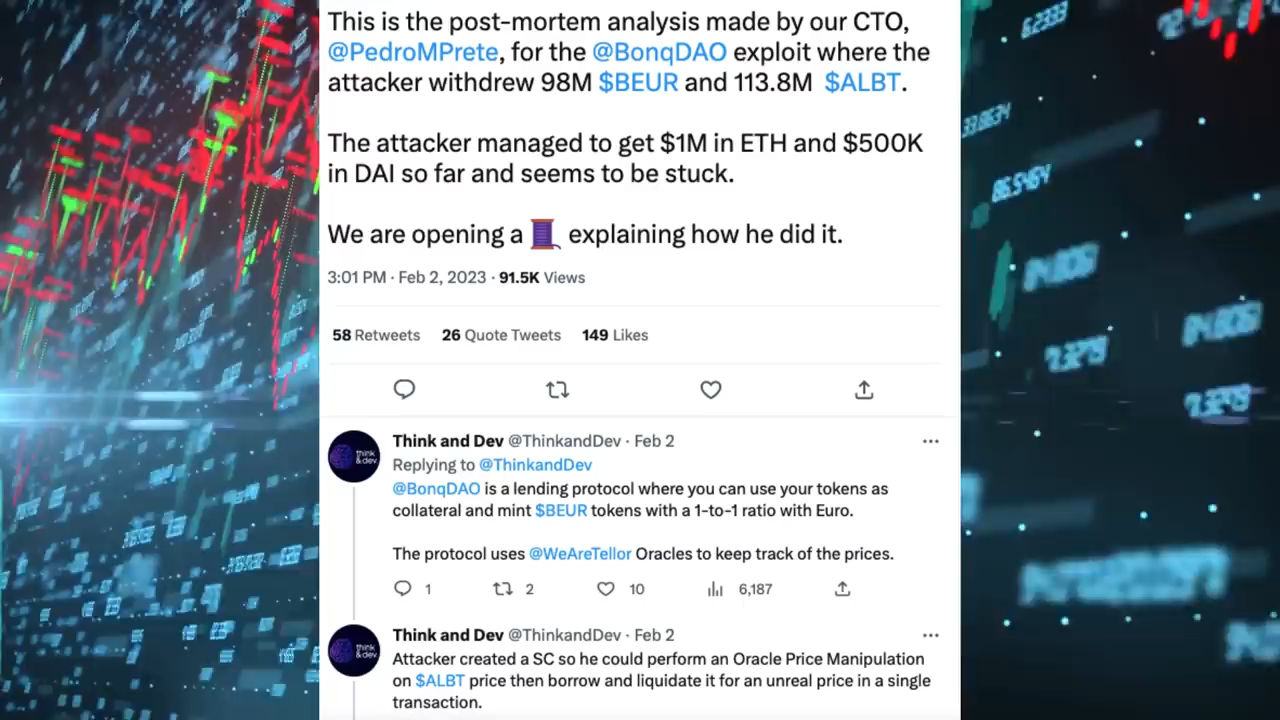 This is the post-mortem analysis made by our CTO,
@PedroMPrete, for the @BonqDAO exploit where the
attacker withdrew 98M $BEUR and 113.8M $ALBT.
The attacker managed to get $1M in ETH and $500K
in DAI so far and seems to be stuck.
We are opening a 🧵 explaining how he did it.
3:01 PM · Feb 2, 2023 · 91.5K Views
58 Retweets 26 Quote Tweets 149 Likes
Think and Dev @ThinkandDev · Feb 2
Replying to @ThinkandDev
@BonqDAO is a lending protocol where you can use your tokens as
collateral and mint $BEUR tokens with a 1-to-1 ratio with Euro.
The protocol uses @WeAreTellor Oracles to keep track of the prices.
1 2 10 6,187
think
&dev
Think and Dev @ThinkandDev · Feb 2
Attacker created a SC so he could perform an Oracle Price Manipulation
on $ALBT price then borrow and liquidate it for an unreal price in a single
transaction.
think
&dev